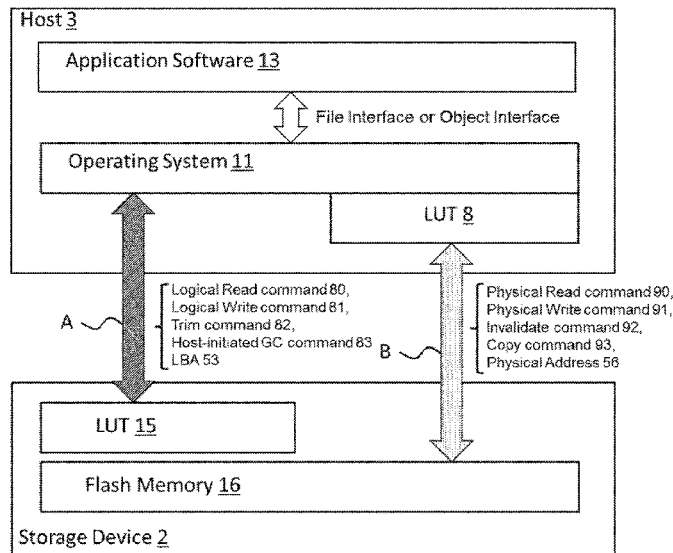 Host 3
Application Software 13
File Interface or Object Interface
Operating System 11
LUT 8
A
Logical Read command 80,
Logical Write command 81,
Trim command 82,
Host-initiated GC command 83
LBA 53
B
Physical Read command 90,
Physical Write command 91,
Invalidate command 92,
Copy command 93,
Physical Address 56
LUT 15
Flash Memory 16
Storage Device 2